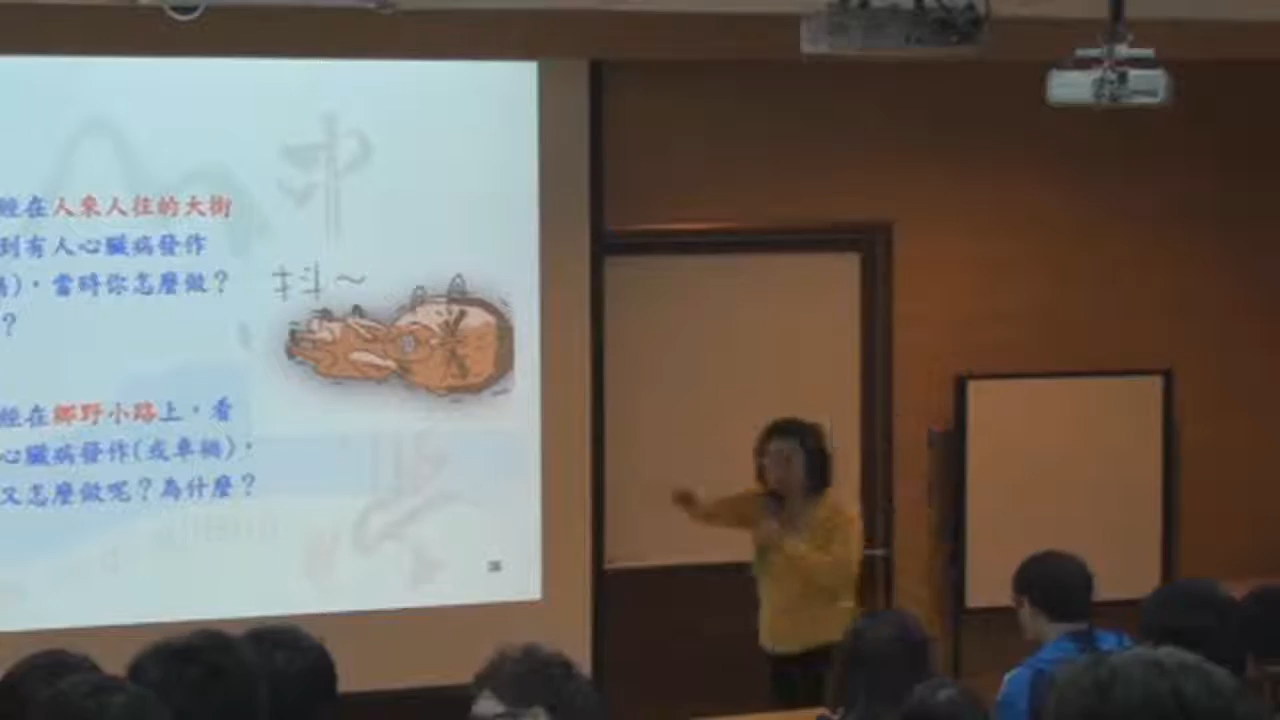 經在人來人往的大街
到有人心臟病發作
禍)，當時你怎麼做？
？
抖～
經在鄉野小路上，看
心臟病發作(或車禍)，
又怎麼做呢？為什麼？